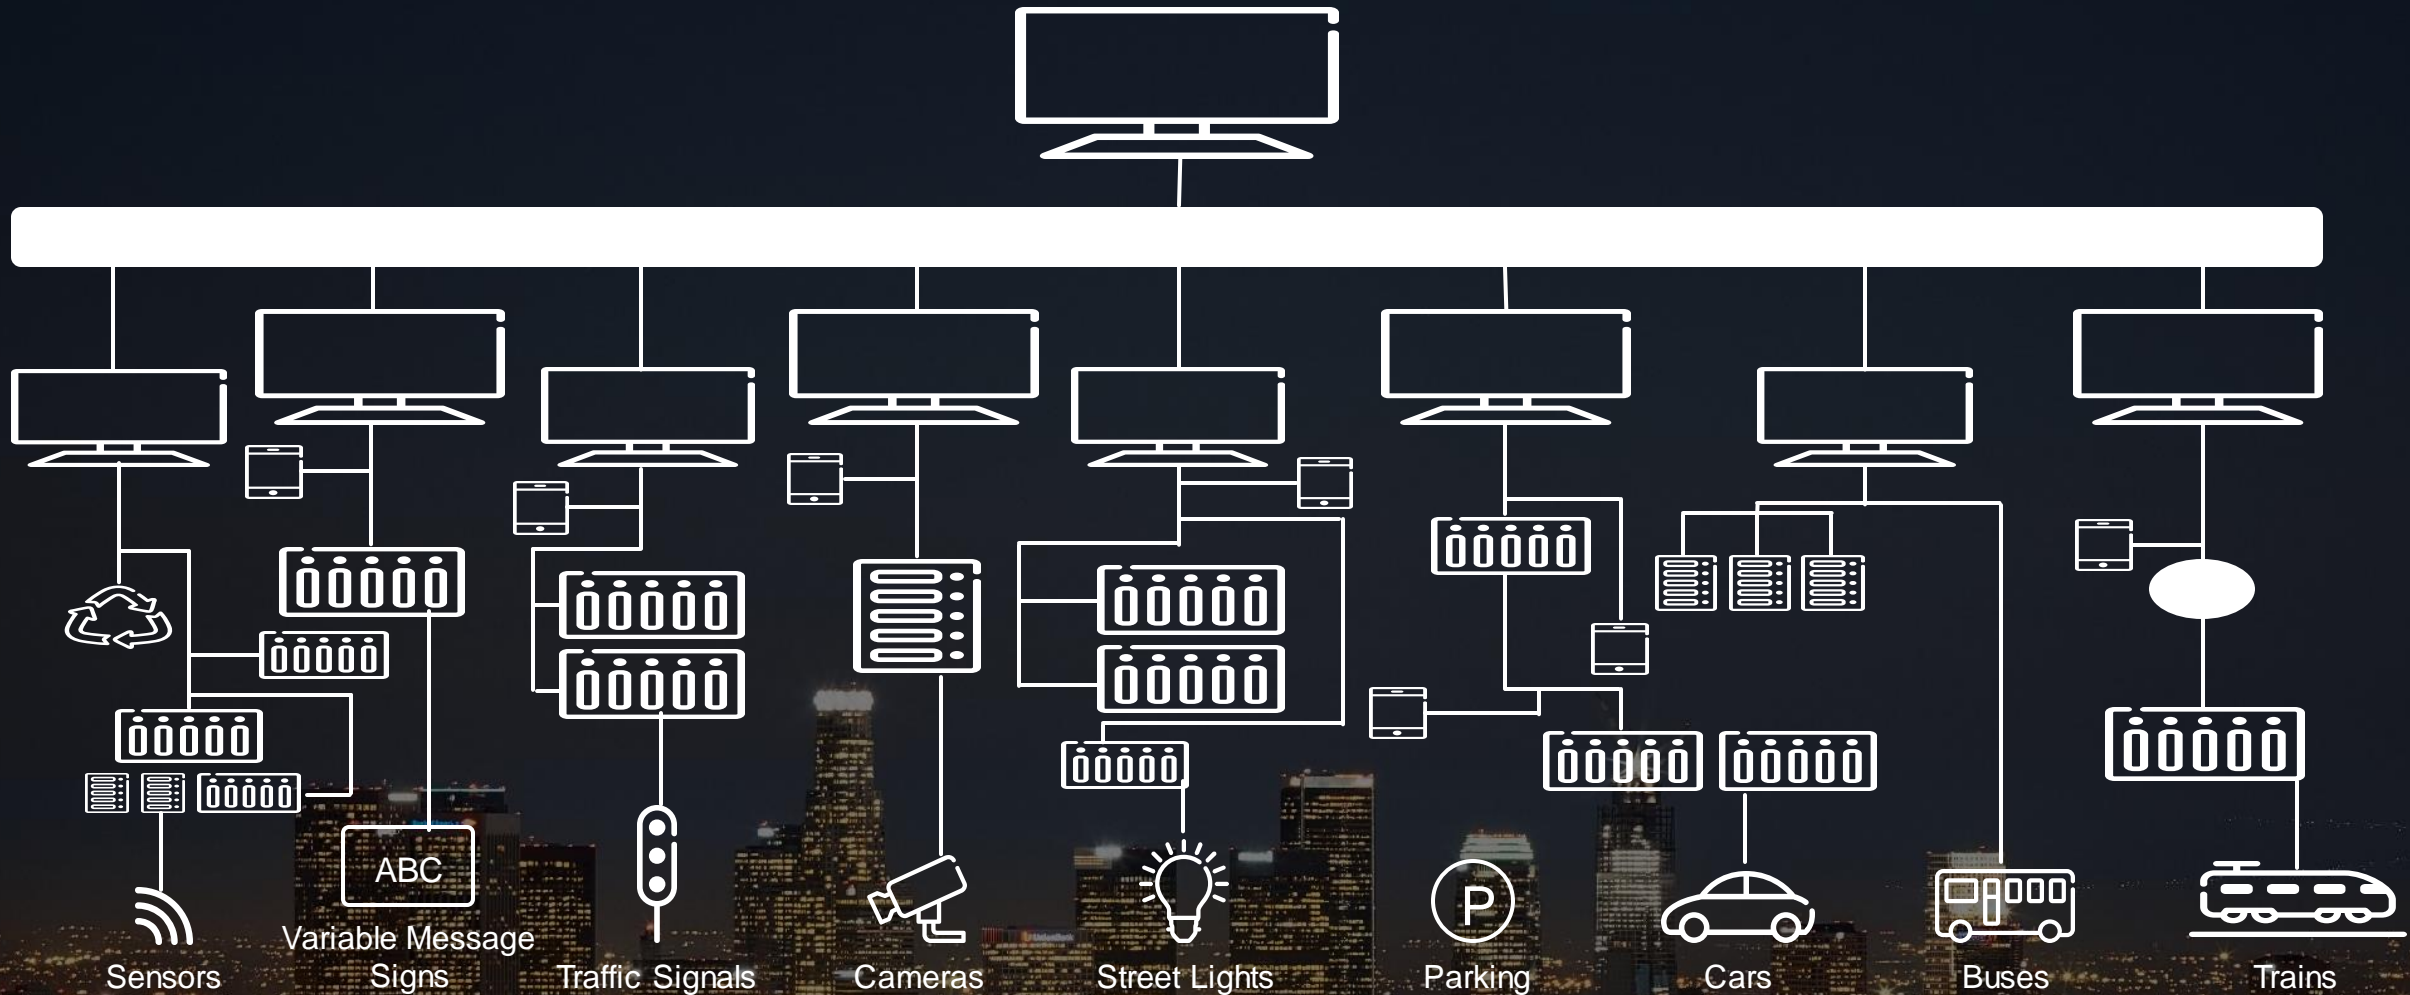 ABC
P
Sensors
Variable Message
Signs
Traffic Signals
Cameras
Street Lights
Parking
Cars
Buses
Trains